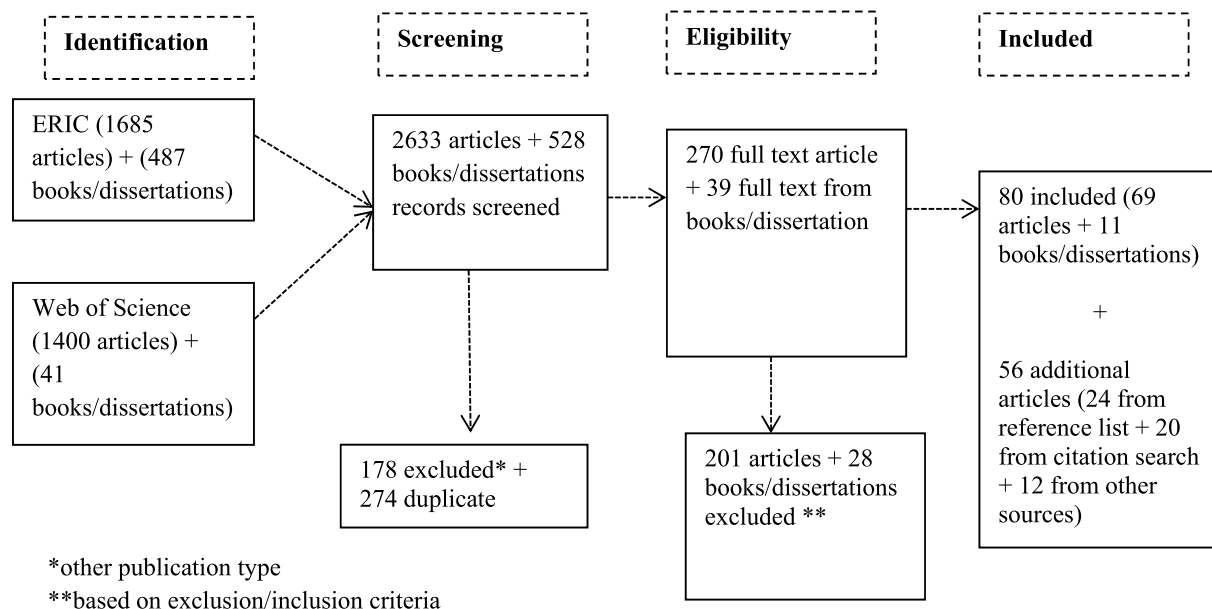 Identification
Screening
Eligibility
Included
ERIC (1685
articles) + (487
books/dissertations)
Web of Science
(1400 articles) +
(41
books/dissertations)
2633 articles + 528
books/dissertations
records screened
178 excluded* +
274 duplicate
270 full text article
+ 39 full text from
books/dissertation
201 articles + 28
books/dissertations
excluded **
80 included (69
articles + 11
books/dissertations)
+
56 additional
articles (24 from
reference list + 20
from citation search
+ 12 from other
sources)
*other publication type
**based on exclusion/inclusion criteria